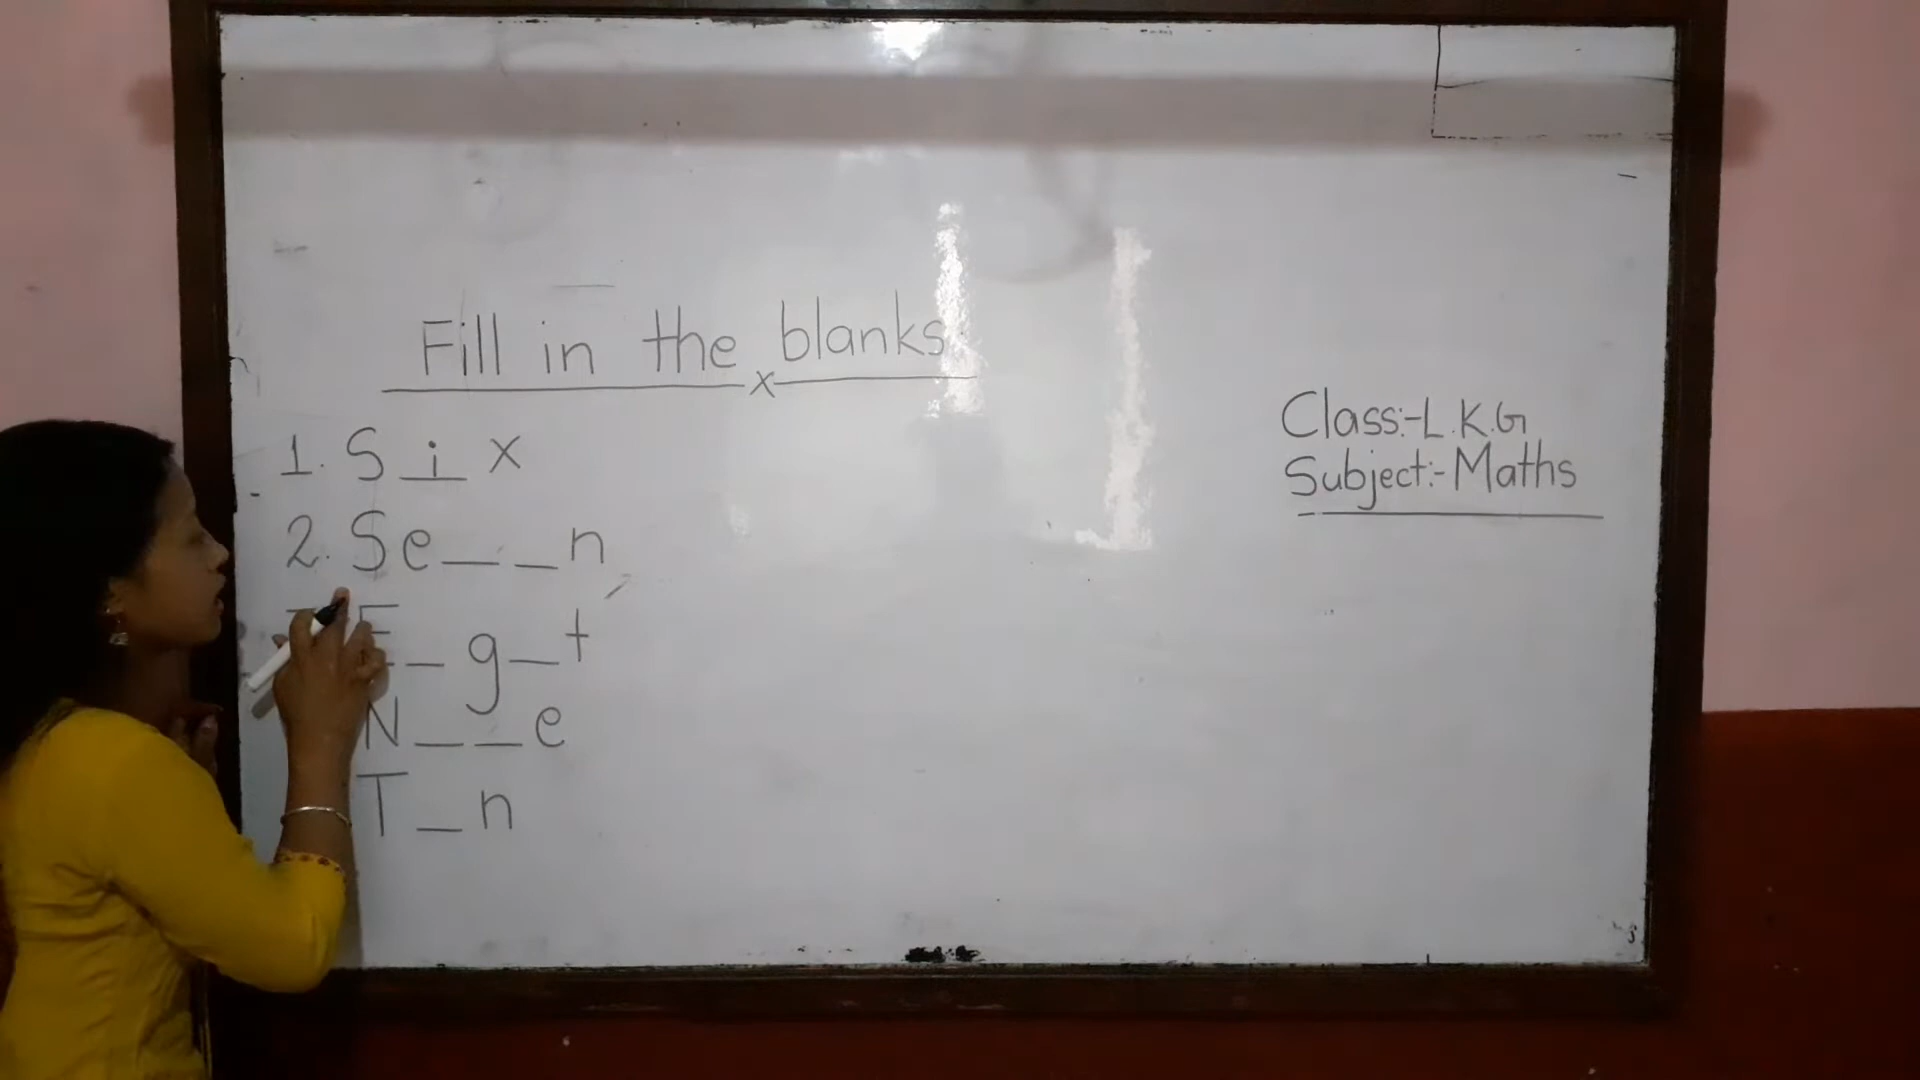 Fill in the blanks
x
1. S i x
2. Se _ _ n
E _ g _ t
N _ _ e
T _ n
Class:- L.K.G
Subject:- Maths